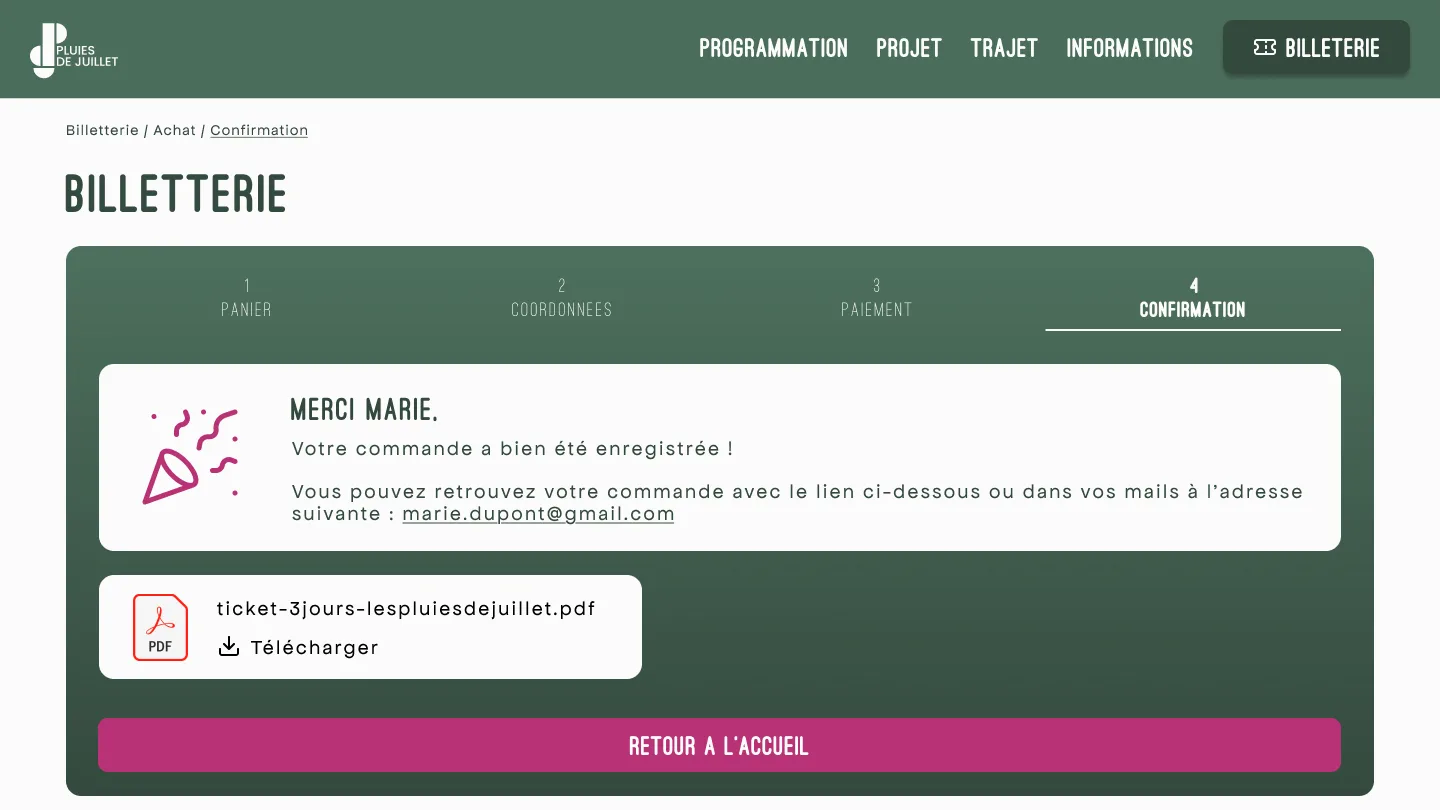 PLUIES
DE JUILLET
PROGRAMMATION PROJET TRAJET INFORMATIONS BILLETERIE
Billetterie / Achat / Confirmation
BILLETTERIE
1
PANIER
2
COORDONNEES
3
PAIEMENT
4
CONFIRMATION
MERCI MARIE,
Votre commande a bien été enregistrée !
Vous pouvez retrouvez votre commande avec le lien ci-dessous ou dans vos mails à l'adresse
suivante : marie.dupont@gmail.com
PDF
ticket-3jours-lespluiesdejuillet.pdf
Télécharger
RETOUR A L'ACCUEIL